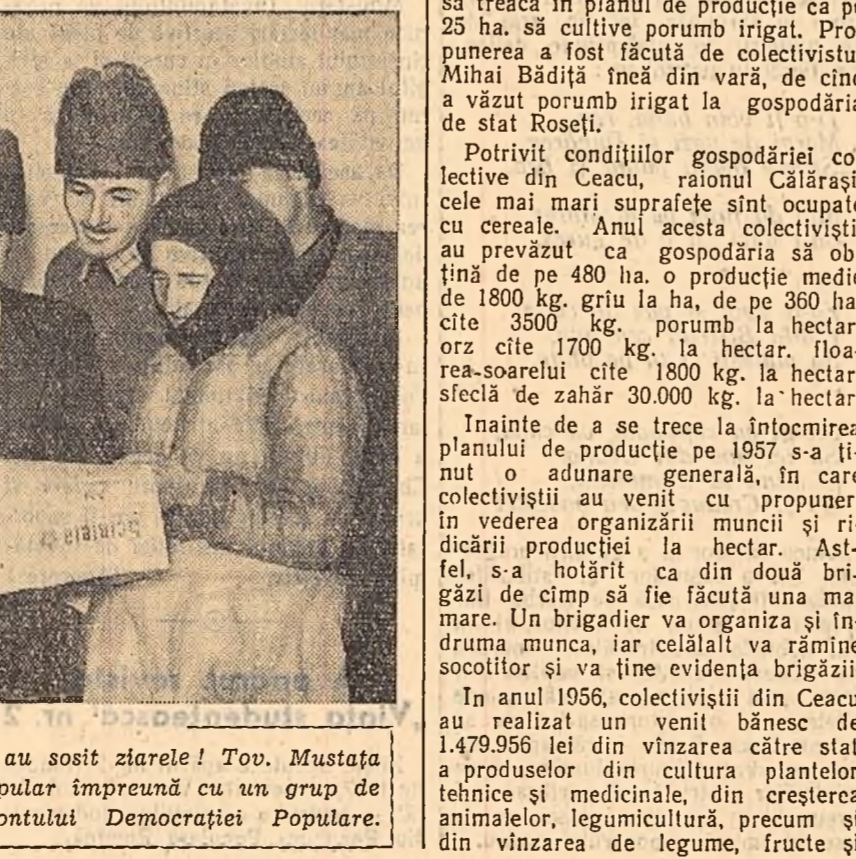 au sosit ziarele! Tov. Mustața
pular împreună cu un grup de
ontului Democrației Populare.
să treacă în planul de producție ca pe
25 ha. să cultive porumb irigat. Pro
punerea a fost făcută de colectivistu
Mihai Bădiță încă din vară, de cînd
a văzut porumb irigat la gospodăria
de stat Roseți.
Potrivit condițiilor gospodăriei co
lective din Ceacu, raionul Călărași
cele mai mari suprafețe sînt ocupate
cu cereale. Anul acesta colectiviști
au prevăzut ca gospodăria să ob
țină de pe 480 ha. o producție medie
de 1800 kg. grîu la ha, de pe 360 ha
cîte 3500 kg. porumb la hectar
orz cîte 1700 kg. la hectar. floa-
rea-soarelui cîte 1800 kg. la hectar
sfeclă de zahăr 30.000 kg. la hectar
Inainte de a se trece la întocmirea
planului de producție pe 1957 s-a ți-
nut o adunare generală, în care
colectiviștii au venit cu propuner
în vederea organizării muncii și ri
dicării producției la hectar. Ast-
fel, s-a hotărît ca din două bri-
găzi de cîmp să fie făcută una mai
mare. Un brigadier va organiza și în-
druma munca, iar celălalt va rămîne
socotitor și va ține evidența brigăzii
In anul 1956, colectiviștii din Ceacu
au realizat un venit bănesc de
1.479.956 lei din vînzarea către stat
a produselor din cultura plantelor
tehnice și medicinale, din creșterea
animalelor, legumicultură, precum și
din vînzarea de legume, fructe și